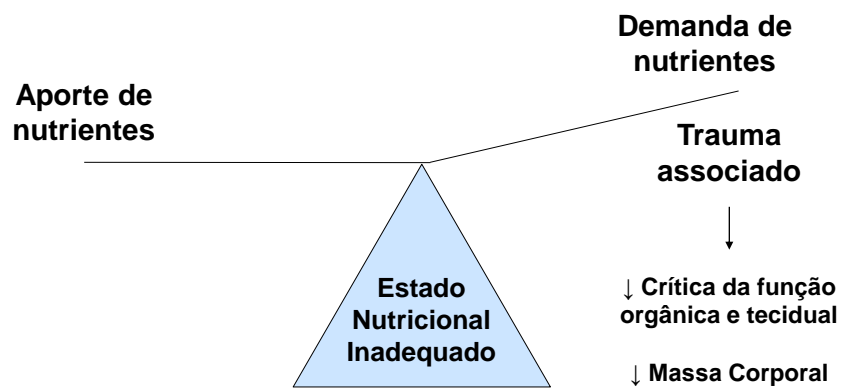 Demanda de
nutrientes
Aporte de
nutrientes
Trauma
associado
Estado
Nutricional
Inadequado
↓ Crítica da função
orgânica e tecidual
↓ Massa Corporal